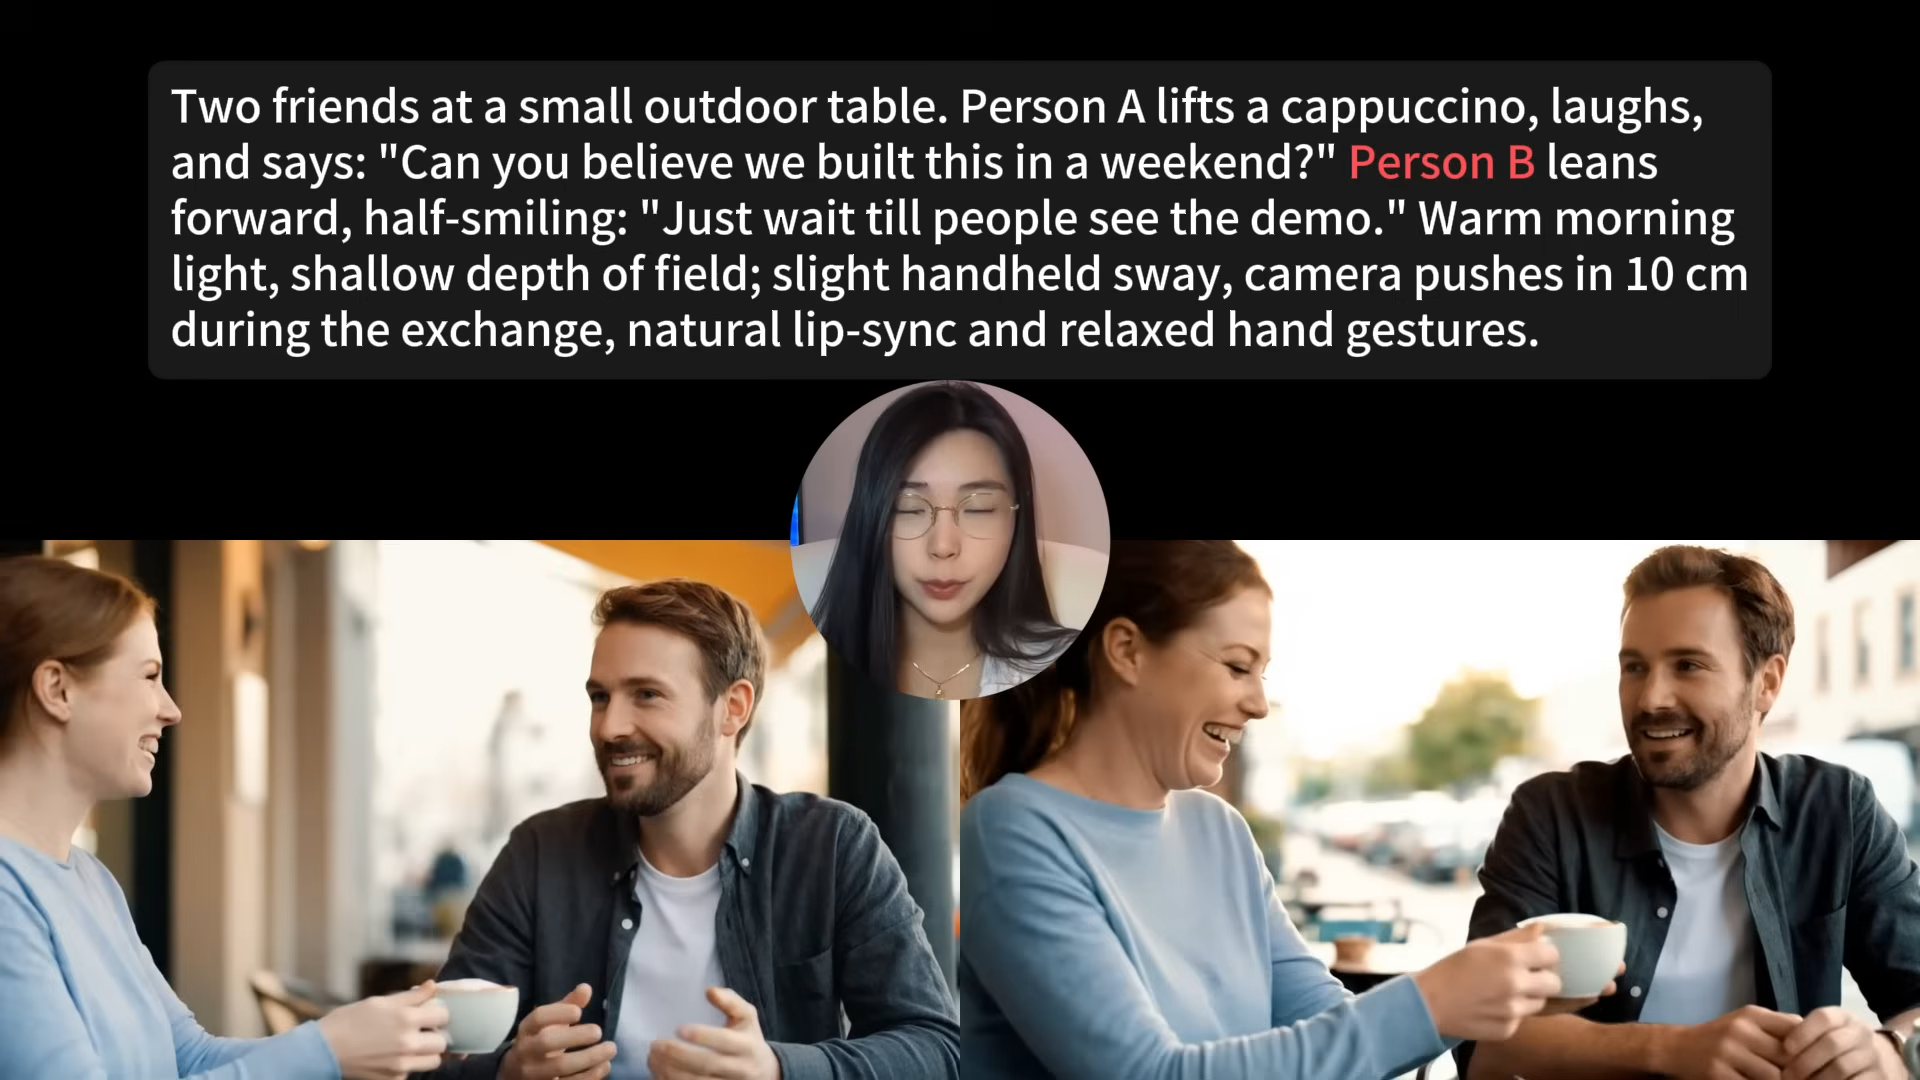 Two friends at a small outdoor table. Person A lifts a cappuccino, laughs,
and says: "Can you believe we built this in a weekend?" Person B leans
forward, half-smiling: "Just wait till people see the demo." Warm morning
light, shallow depth of field; slight handheld sway, camera pushes in 10 cm
during the exchange, natural lip-sync and relaxed hand gestures.